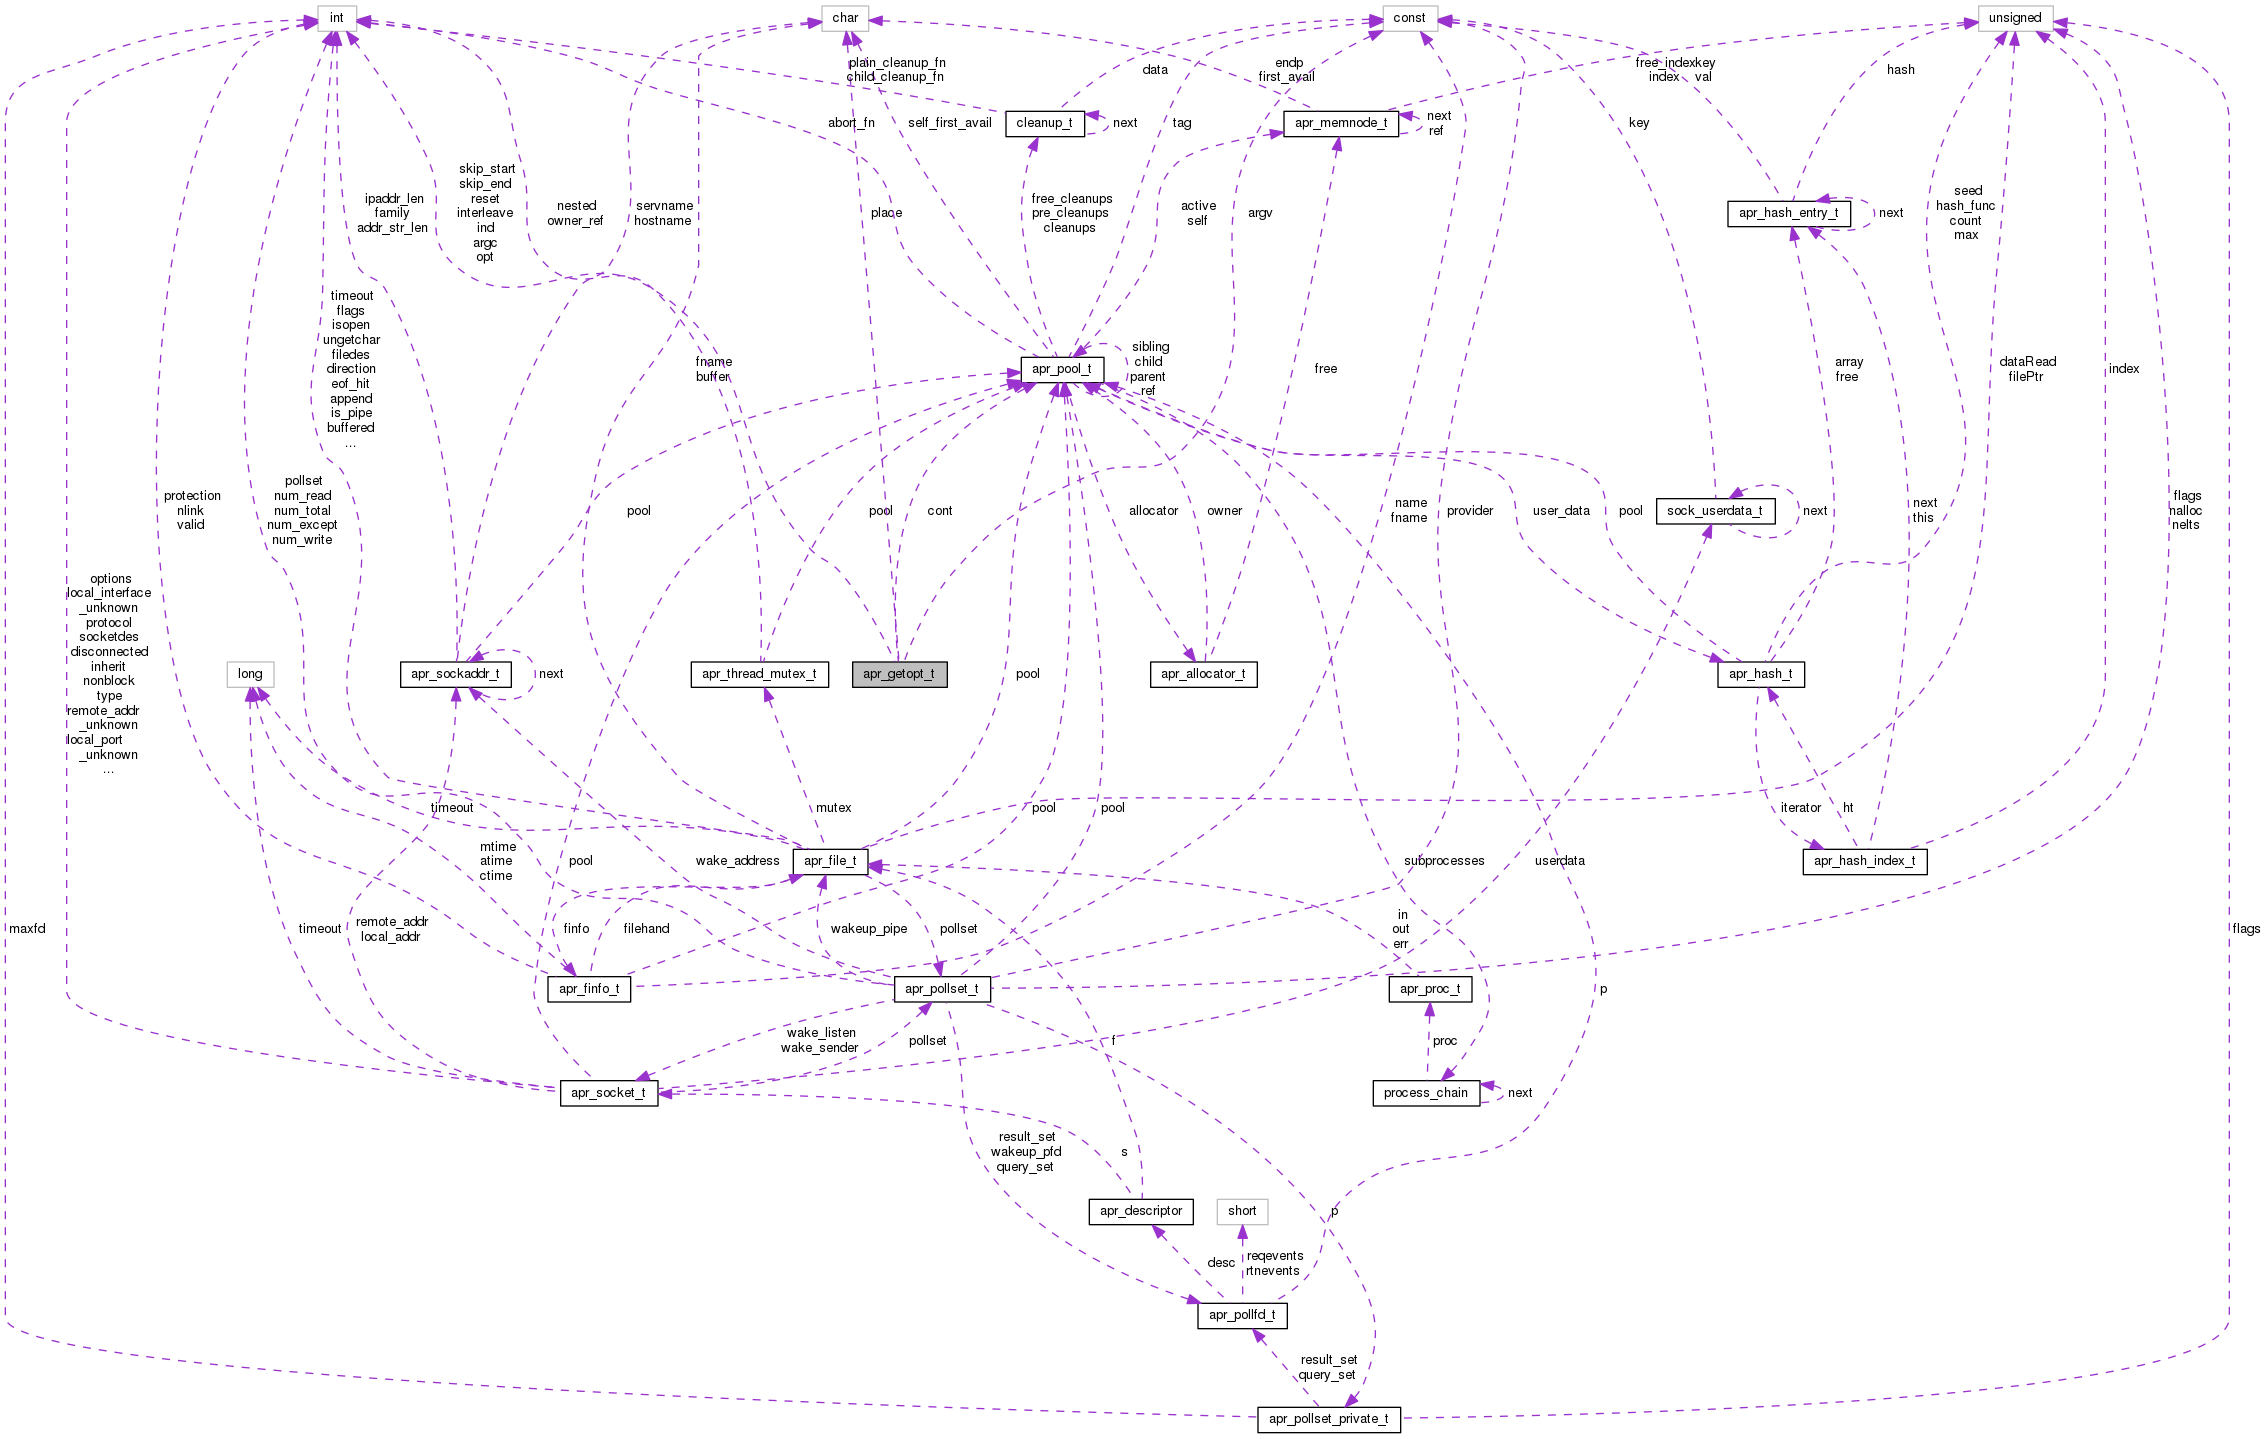 int
char
const
unsigned
plain_cleanup_fn
child_cleanup_fn
data
endp
first_avail
free_index
index
key
val
hash
cleanup_t
next
apr_memnode_t
next
ref
abort_fn
self_first_avail
tag
key
skip_start
skip_end
reset
interleave
ind
argc
opt
ipaddr_len
family
addr_str_len
nested
owner_ref
servname
hostname
place
free_cleanups
pre_cleanups
cleanups
active
self
argv
apr_hash_entry_t
next
seed
hash_func
count
max
timeout
flags
isopen
ungetchar
filedes
direction
eof_hit
append
is_pipe
buffered
...
fname
buffer
apr_pool_t
sibling
child
parent
ref
free
array
free
dataRead
filePtr
index
protection
nlink
valid
pollset
num_read
num_total
num_except
num_write
pool
pool
cont
allocator
owner
name
fname
provider
user_data
pool
sock_userdata_t
next
next
this
flags
nalloc
nelts
options
local_interface
_unknown
protocol
socketdes
disconnected
inherit
nonblock
type
remote_addr
_unknown
local_port
_unknown
...
long
apr_sockaddr_t
next
apr_thread_mutex_t
apr_getopt_t
pool
apr_allocator_t
apr_hash_t
timeout
mutex
pool
pool
iterator
ht
mtime
atime
ctime
pool
wake_address
apr_file_t
subprocesses
userdata
apr_hash_index_t
maxfd
timeout
remote_addr
local_addr
finfo
filehand
wakeup_pipe
pollset
in
out
err
flags
apr_finfo_t
apr_pollset_t
apr_proc_t
p
wake_listen
wake_sender
pollset
f
proc
apr_socket_t
process_chain
next
result_set
wakeup_pfd
query_set
s
apr_descriptor
short
p
desc
reqevents
rtnevents
apr_pollfd_t
result_set
query_set
apr_pollset_private_t